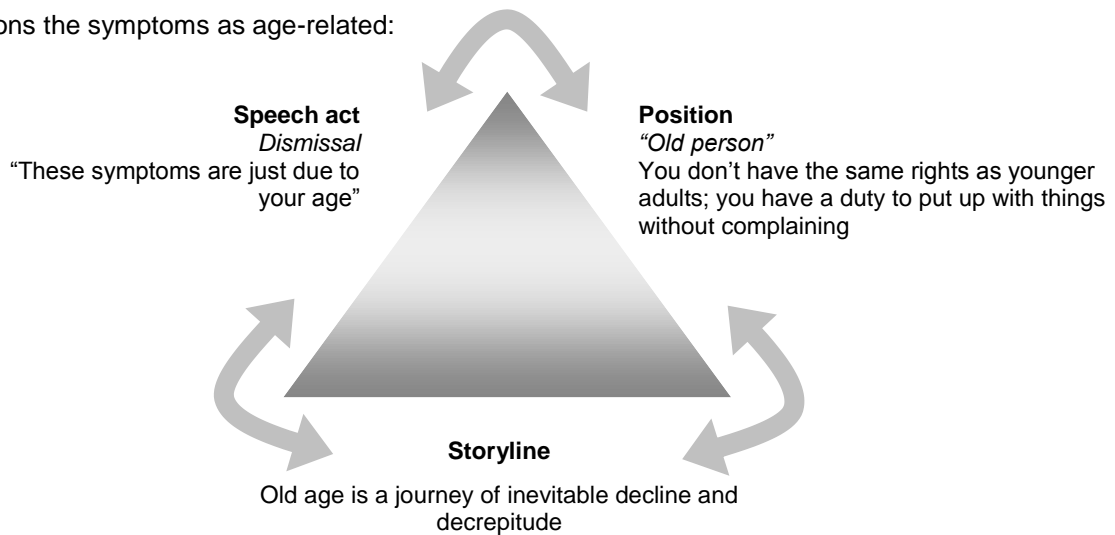 ons the symptoms as age-related:
Speech act
Dismissal
“These symptoms are just due to
your age”
Position
“Old person”
You don’t have the same rights as younger
adults; you have a duty to put up with things
without complaining
Storyline
Old age is a journey of inevitable decline and
decrepitude